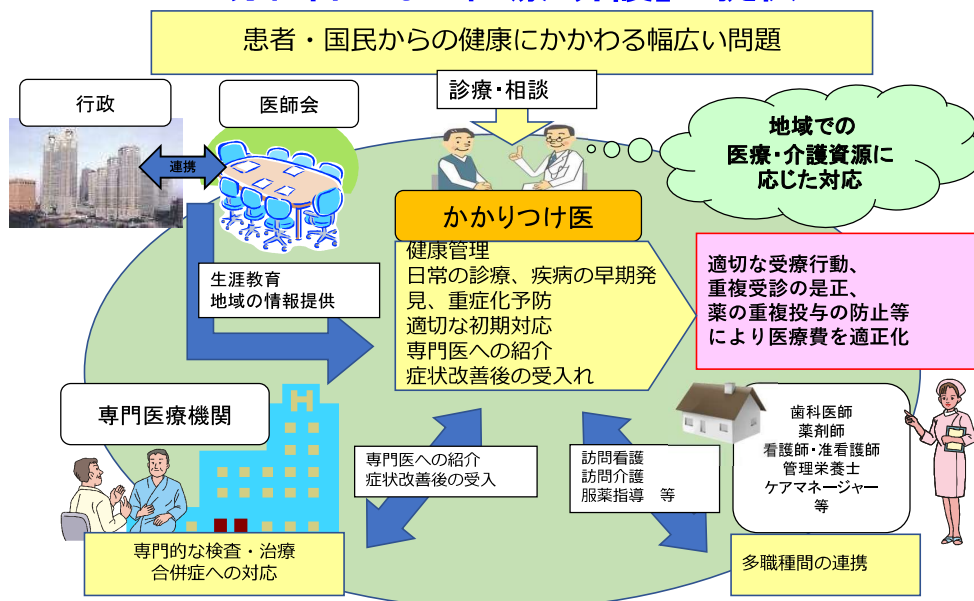 患者・国民からの健康にかかわる幅広い問題
診療・相談
行政
医師会
連携
地域での
医療・介護資源に
応じた対応
かかりつけ医
健康管理
日常の診療、疾病の早期発
見、重症化予防
適切な初期対応
専門医への紹介
症状改善後の受入れ
適切な受療行動、
重複受診の是正、
薬の重複投与の防止等
により医療費を適正化
生涯教育
地域の情報提供
専門医療機関
H
専門医への紹介
症状改善後の受入
訪問看護
訪問介護
服薬指導 等
歯科医師
薬剤師
看護師・准看護師
管理栄養士
ケアマネージャー
等
専門的な検査・治療
合併症への対応
多職種間の連携